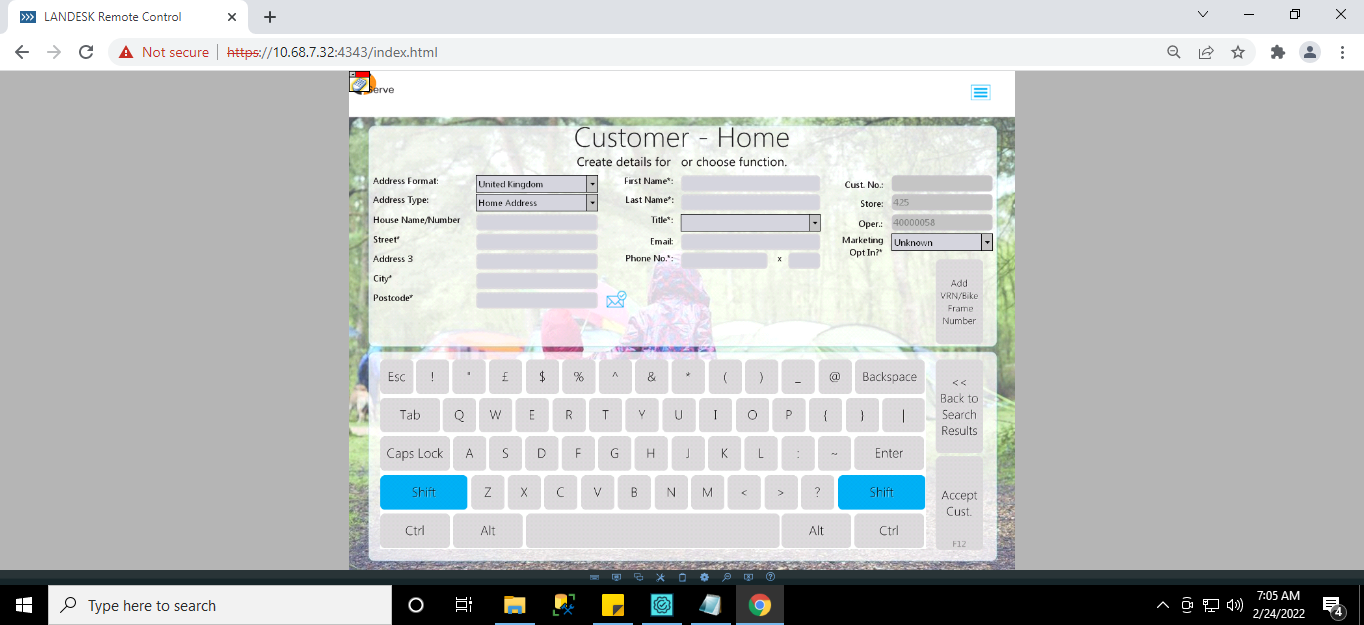 LANDESK Remote Control
Not secure
https://10.68.7.32:4343/index.html
serve
Customer - Home
Create details for or choose function.
Address Format:
United Kingdom
First Name*:
Cust. No.:
Address Type:
Home Address
Last Name*:
Store:
425
House Name/Number
Title*:
Oper.:
40000058
Street*
Email:
Marketing
Opt In?*
Unknown
Address 3
Phone No.*:
x
City*
Postcode*
Add
VRN/Bike
Frame
Number
Esc ! " £ $ % ^ & * ( ) _ @ Backspace
Tab Q W E R T Y U I O P { } |
Caps Lock A S D F G H J K L : ~ Enter
Shift Z X C V B N M < > ? Shift
Ctrl Alt Alt Ctrl
<<
Back to
Search
Results
Accept
Cust.
F12
Type here to search
7:05 AM
2/24/2022
4